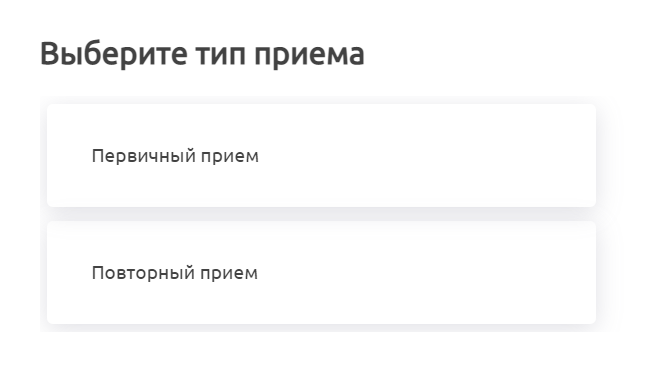 Выберите тип приема
Первичный прием
Повторный прием